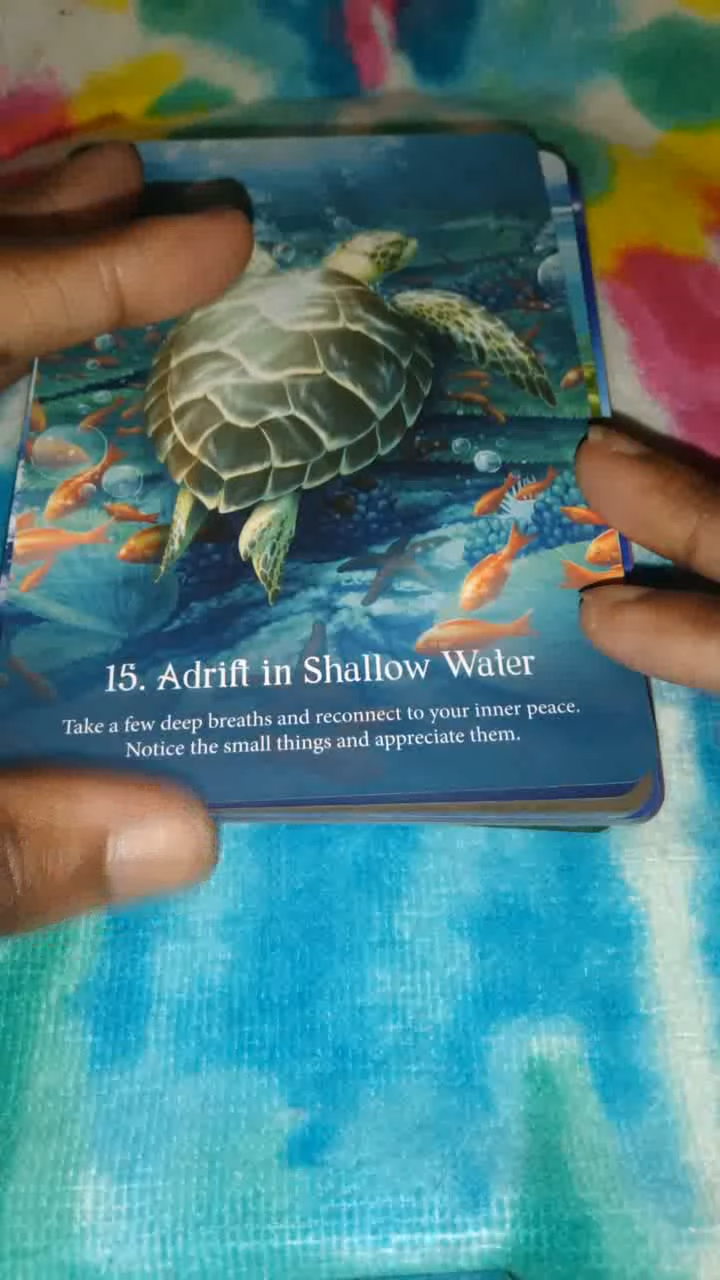 15. Adrift in Shallow Water
Take a few deep breaths and reconnect to your inner peace.
Notice the small things and appreciate them.